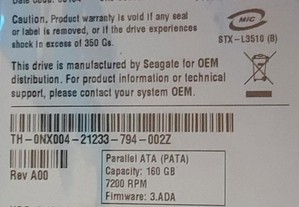 Caution: Product warranty is void if any seal
or label is removed, or if the drive experiences
shock in excess of 350 Gs.
MIC
STX-L3510 (B)
This drive is manufactured by Seagate for OEM
distribution. For product information or technical
support, please contact your system OEM.
TH-0NX004-21233-794-002Z
Rev A00
Parallel ATA (PATA)
Capacity: 160 GB
7200 RPM
Firmware: 3.ADA